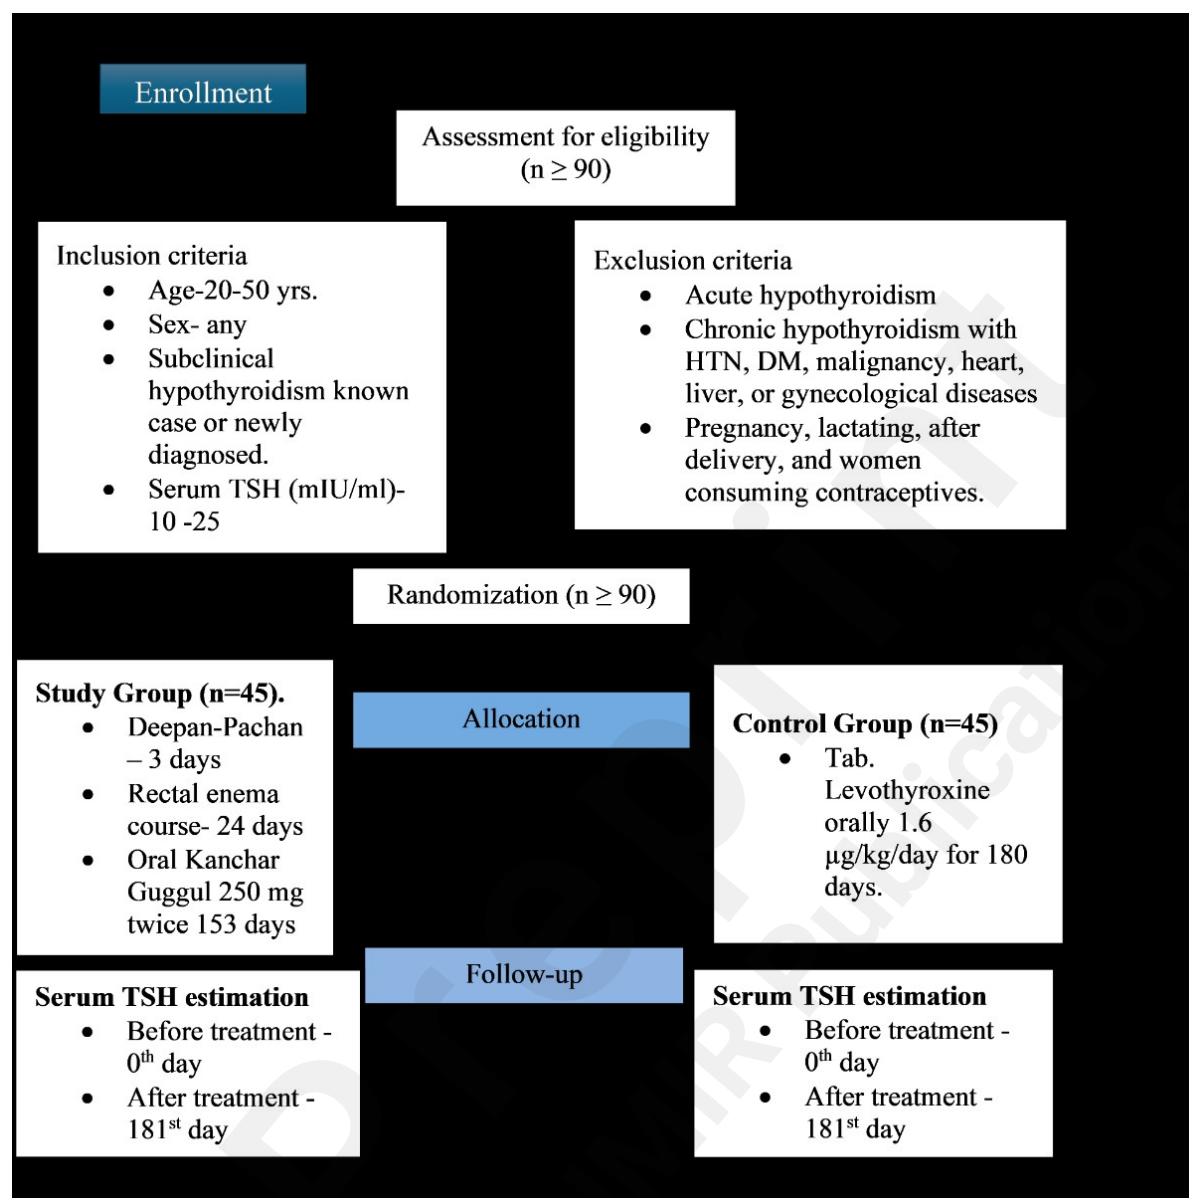 Enrollment
Assessment for eligibility
(n ≥ 90)
Inclusion criteria
• Age-20-50 yrs.
• Sex- any
• Subclinical
hypothyroidism known
case or newly
diagnosed.
• Serum TSH (mIU/ml)-
10 -25
Exclusion criteria
• Acute hypothyroidism
• Chronic hypothyroidism with
HTN, DM, malignancy, heart,
liver, or gynecological diseases
• Pregnancy, lactating, after
delivery, and women
consuming contraceptives.
Randomization (n ≥ 90)
Study Group (n=45).
• Deepan-Pachan
– 3 days
• Rectal enema
course- 24 days
• Oral Kanchar
Guggul 250 mg
twice 153 days
Allocation
Control Group (n=45)
• Tab.
Levothyroxine
orally 1.6
µg/kg/day for 180
days.
Follow-up
Serum TSH estimation
• Before treatment -
0th day
• After treatment -
181st day
Serum TSH estimation
• Before treatment -
0th day
• After treatment -
181st day
Preprint
JMIR Publications